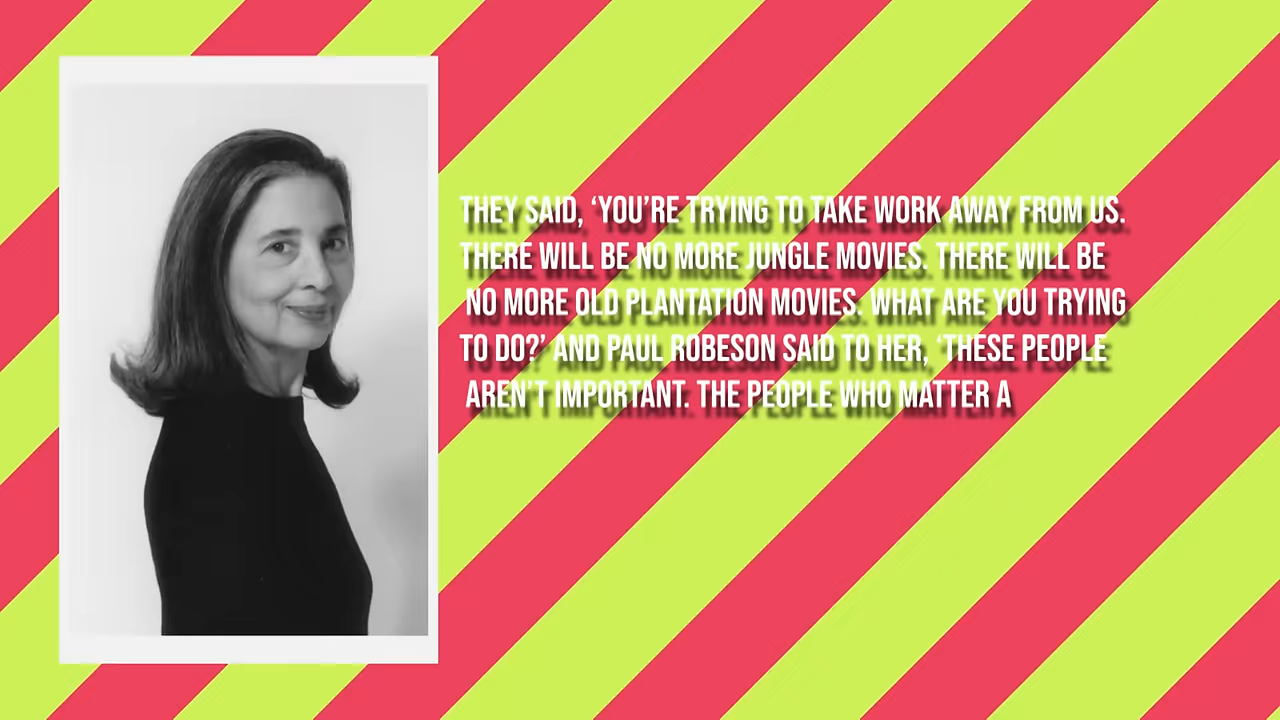 THEY SAID, ‘YOU’RE TRYING TO TAKE WORK AWAY FROM US.
THERE WILL BE NO MORE JUNGLE MOVIES. THERE WILL BE
NO MORE OLD PLANTATION MOVIES. WHAT ARE YOU TRYING
TO DO?’ AND PAUL ROBESON SAID TO HER, ‘THESE PEOPLE
AREN’T IMPORTANT. THE PEOPLE WHO MATTER A